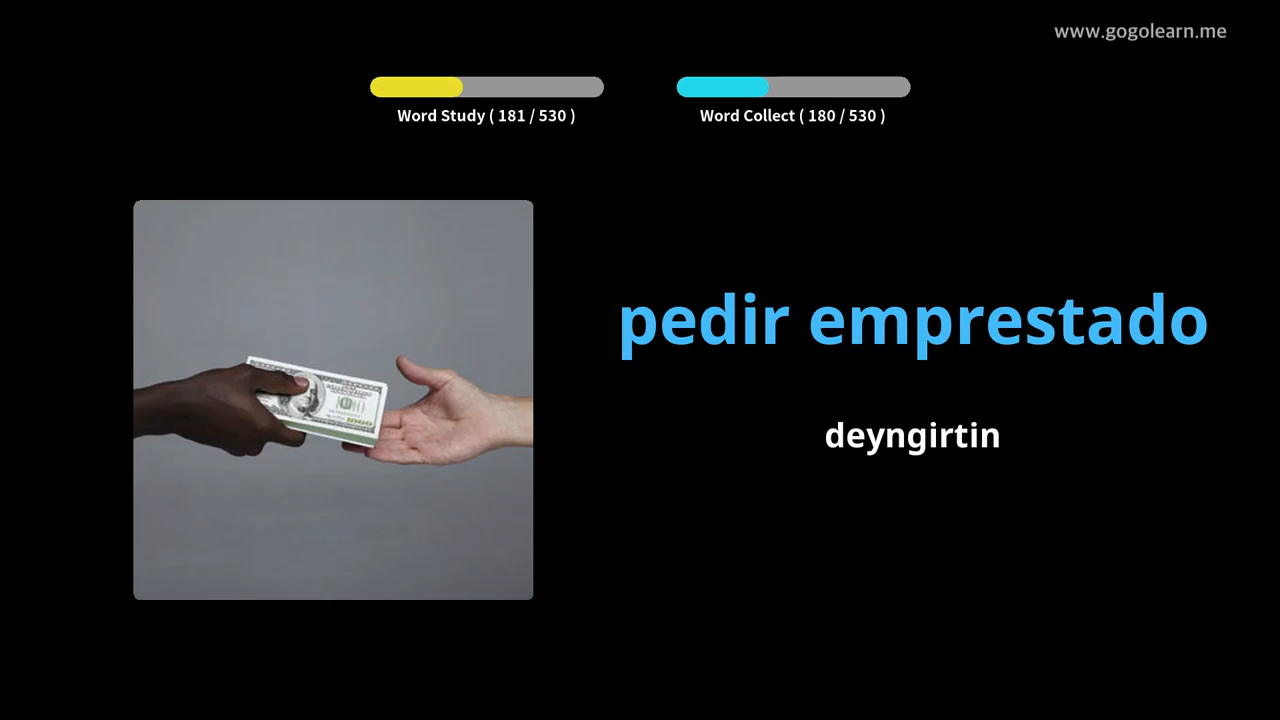 www.gogolearn.me
Word Study ( 181 / 530 )
Word Collect ( 180 / 530 )
pedir emprestado
deyngirtin